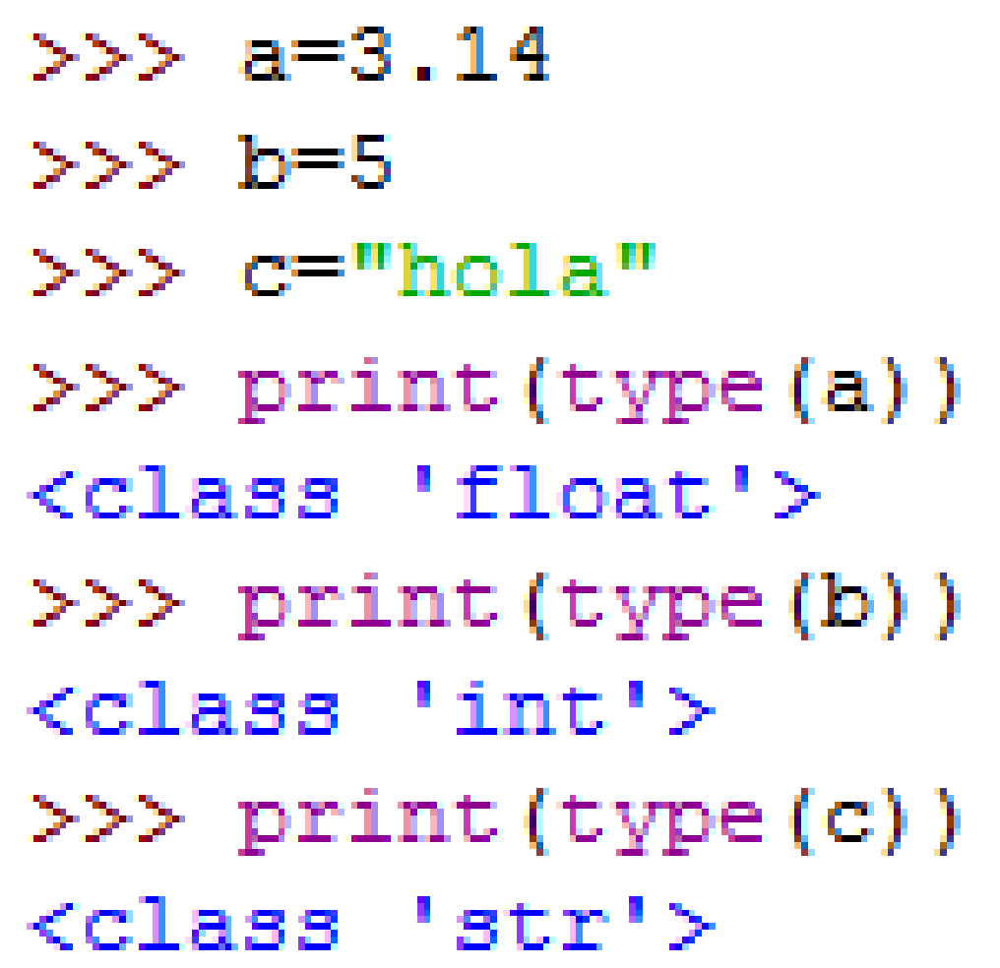 >>> a=3.14
>>> b=5
>>> c="hola"
>>> print(type(a))
<class 'float'>
>>> print(type(b))
<class 'int'>
>>> print(type(c))
<class 'str'>